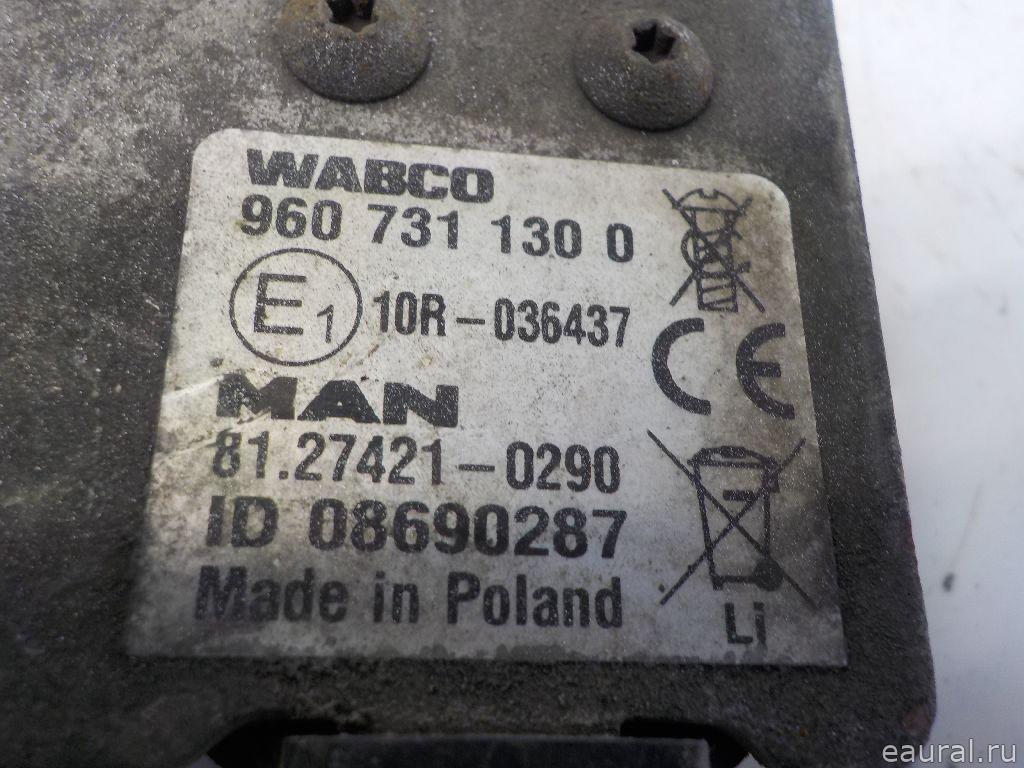 WABCO
960 731 130 0
E1 10R-036437
CE
MAN
81.27421-0290
ID 08690287
Made in Poland
Li
eaural.ru